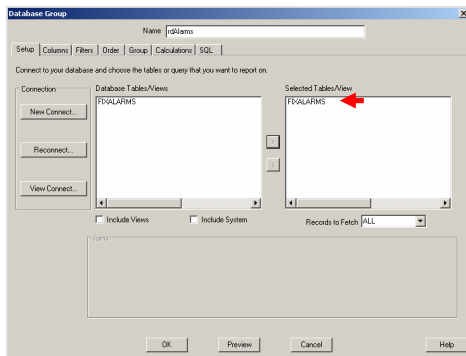 Database Group
Name rdAlarms
Setup Columns Filters Order Group Calculations SQL
Connect to your database and choose the tables or query that you want to report on.
Connection
Database Tables/Views
Selected Tables/View
FIXALARMS
FIXALARMS
New Connect...
Reconnect...
View Connect...
>
<
Include Views
Include System
Records to Fetch ALL
Joins
OK
Preview
Cancel
Help